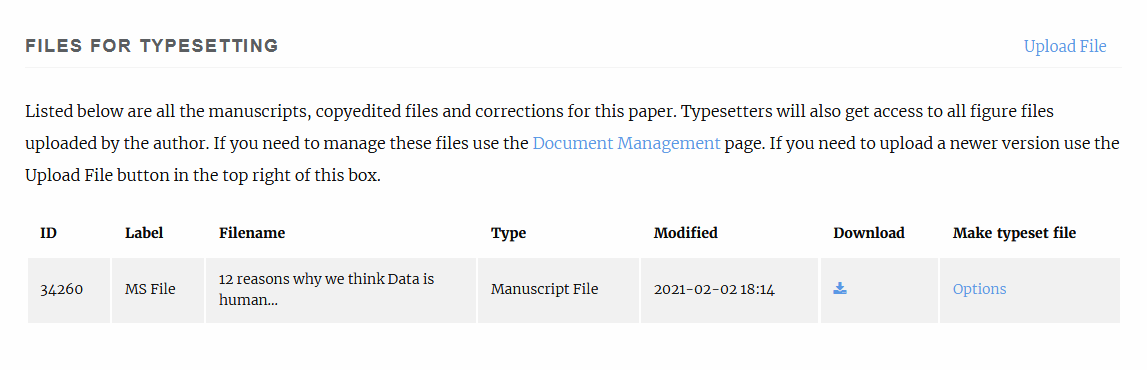 FILES FOR TYPESETTING
Upload File
Listed below are all the manuscripts, copyedited files and corrections for this paper. Typesetters will also get access to all figure files
uploaded by the author. If you need to manage these files use the Document Management page. If you need to upload a newer version use the
Upload File button in the top right of this box.
ID Label Filename Type Modified Download Make typeset file
34260 MS File 12 reasons why we think Data is human... Manuscript File 2021-02-02 18:14 Options